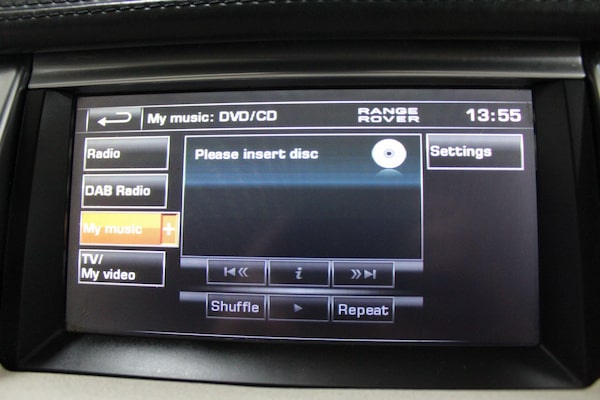 My music: DVD/CD
RANGE
ROVER
13:55
Radio
DAB Radio
My music +
TV/
My video
Please insert disc
Settings
i
Shuffle
Repeat